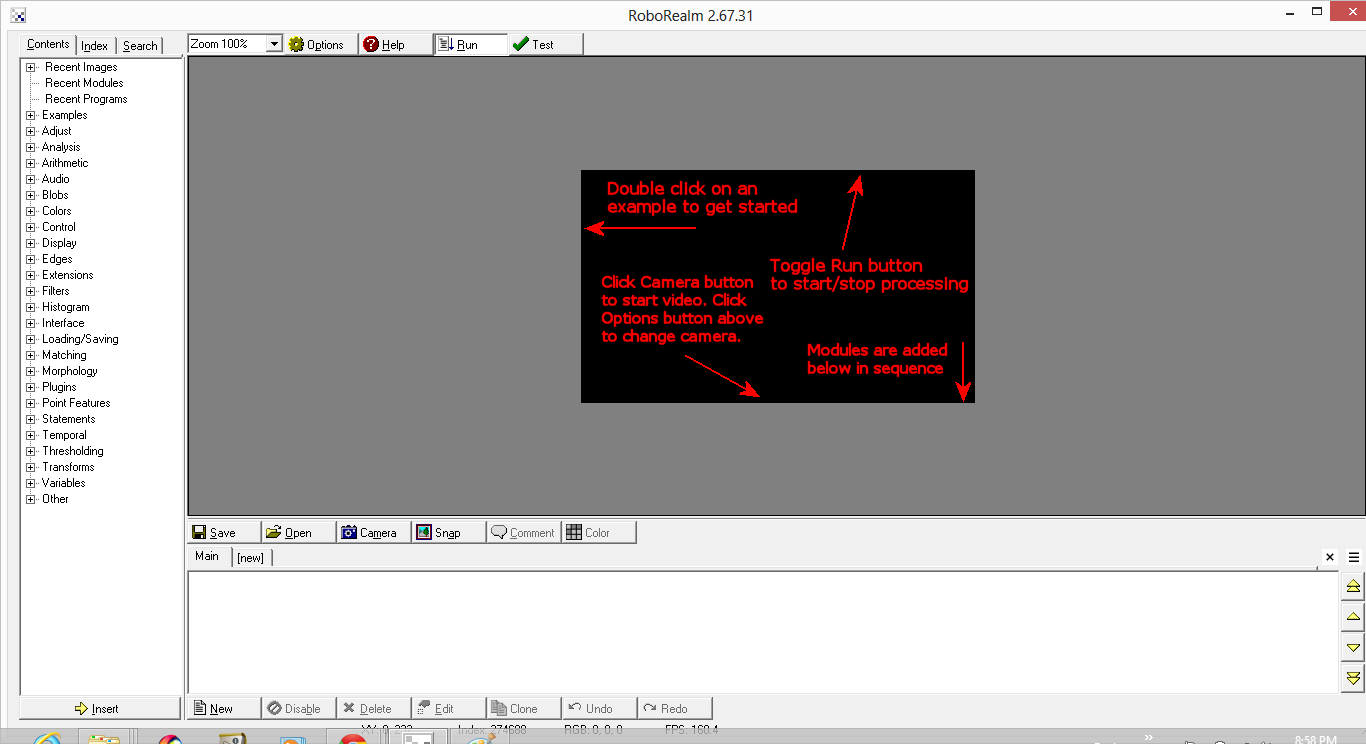 RoboRealm 2.67.31
Contents Index Search
Zoom 100% Options Help Run Test
Recent Images
Recent Modules
Recent Programs
Examples
Adjust
Analysis
Arithmetic
Audio
Blobs
Colors
Control
Display
Edges
Extensions
Filters
Histogram
Interface
Loading/Saving
Matching
Morphology
Plugins
Point Features
Statements
Temporal
Thresholding
Transforms
Variables
Other
Insert
Double click on an
example to get started
Toggle Run button
to start/stop processing
Click Camera button
to start video. Click
Options button above
to change camera.
Modules are added
below in sequence
Save Open Camera Snap Comment Color
Main [new]
New Disable Delete Edit Clone Undo Redo
Index: 274688 RGB: 0, 0, 0 FPS: 160.4
8:58 PM